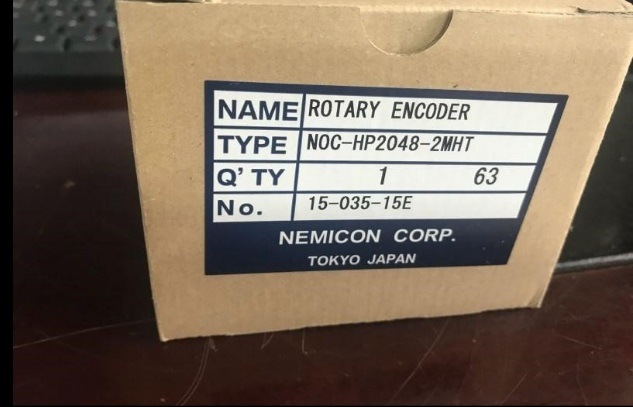 NAME ROTARY ENCODER
TYPE NOC-HP2048-2MHT
Q'TY 1 63
No. 15-035-15E
NEMICON CORP.
TOKYO JAPAN